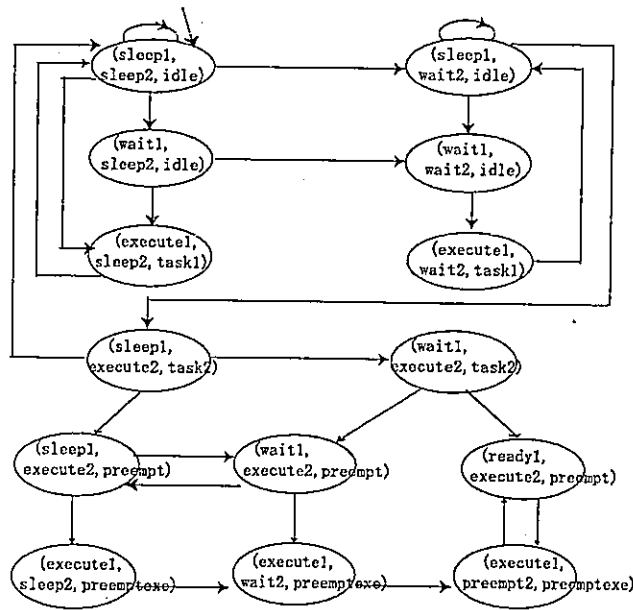 (sleep1,
sleep2, idle)
(sleep1,
wait2, idle)
(wait1,
sleep2, idle)
(wait1,
wait2, idle)
(execute1,
sleep2, task1)
(execute1,
wait2, task1)
(sleep1,
execute2, task2)
(wait1,
execute2, task2)
(sleep1,
execute2, preempt)
(wait1,
execute2, preempt)
(ready1,
execute2, preempt)
(execute1,
sleep2, preemptexe)
(execute1,
wait2, preemptexe)
(execute1,
preempt2, preemptexe)